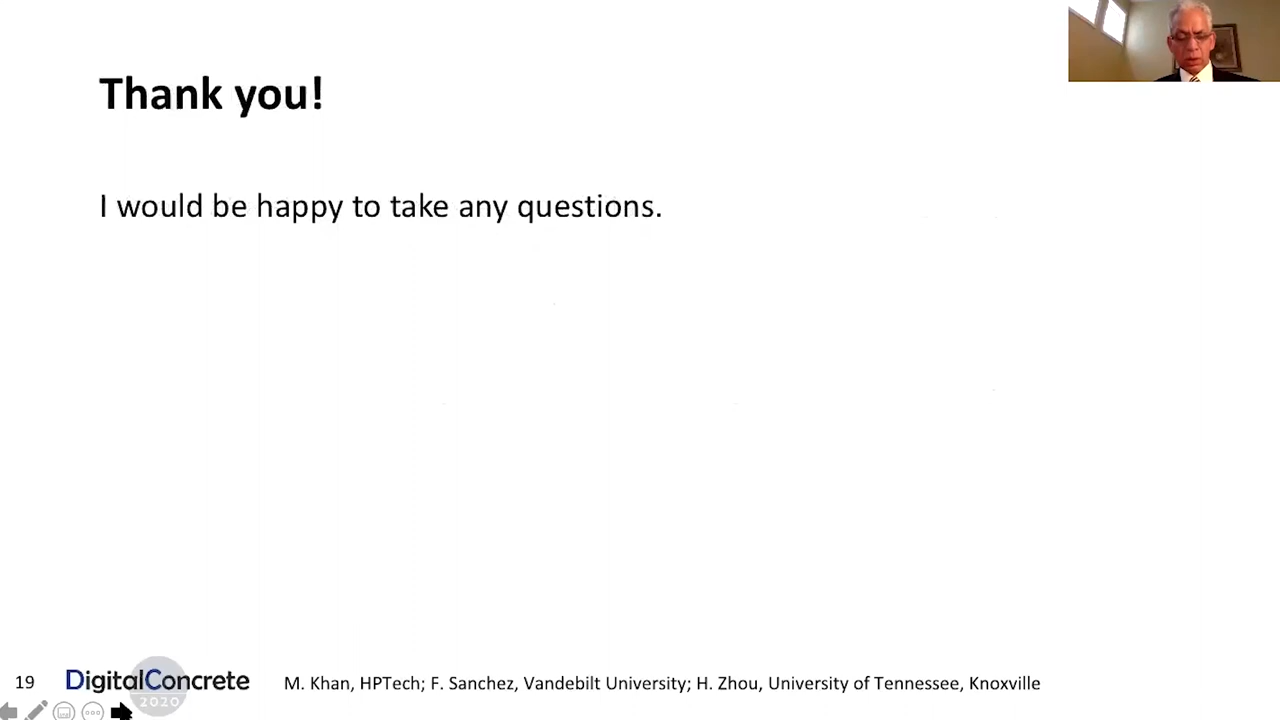 Thank you!
I would be happy to take any questions.
19
DigitalConcrete
2020
M. Khan, HPTech; F. Sanchez, Vandebilt University; H. Zhou, University of Tennessee, Knoxville